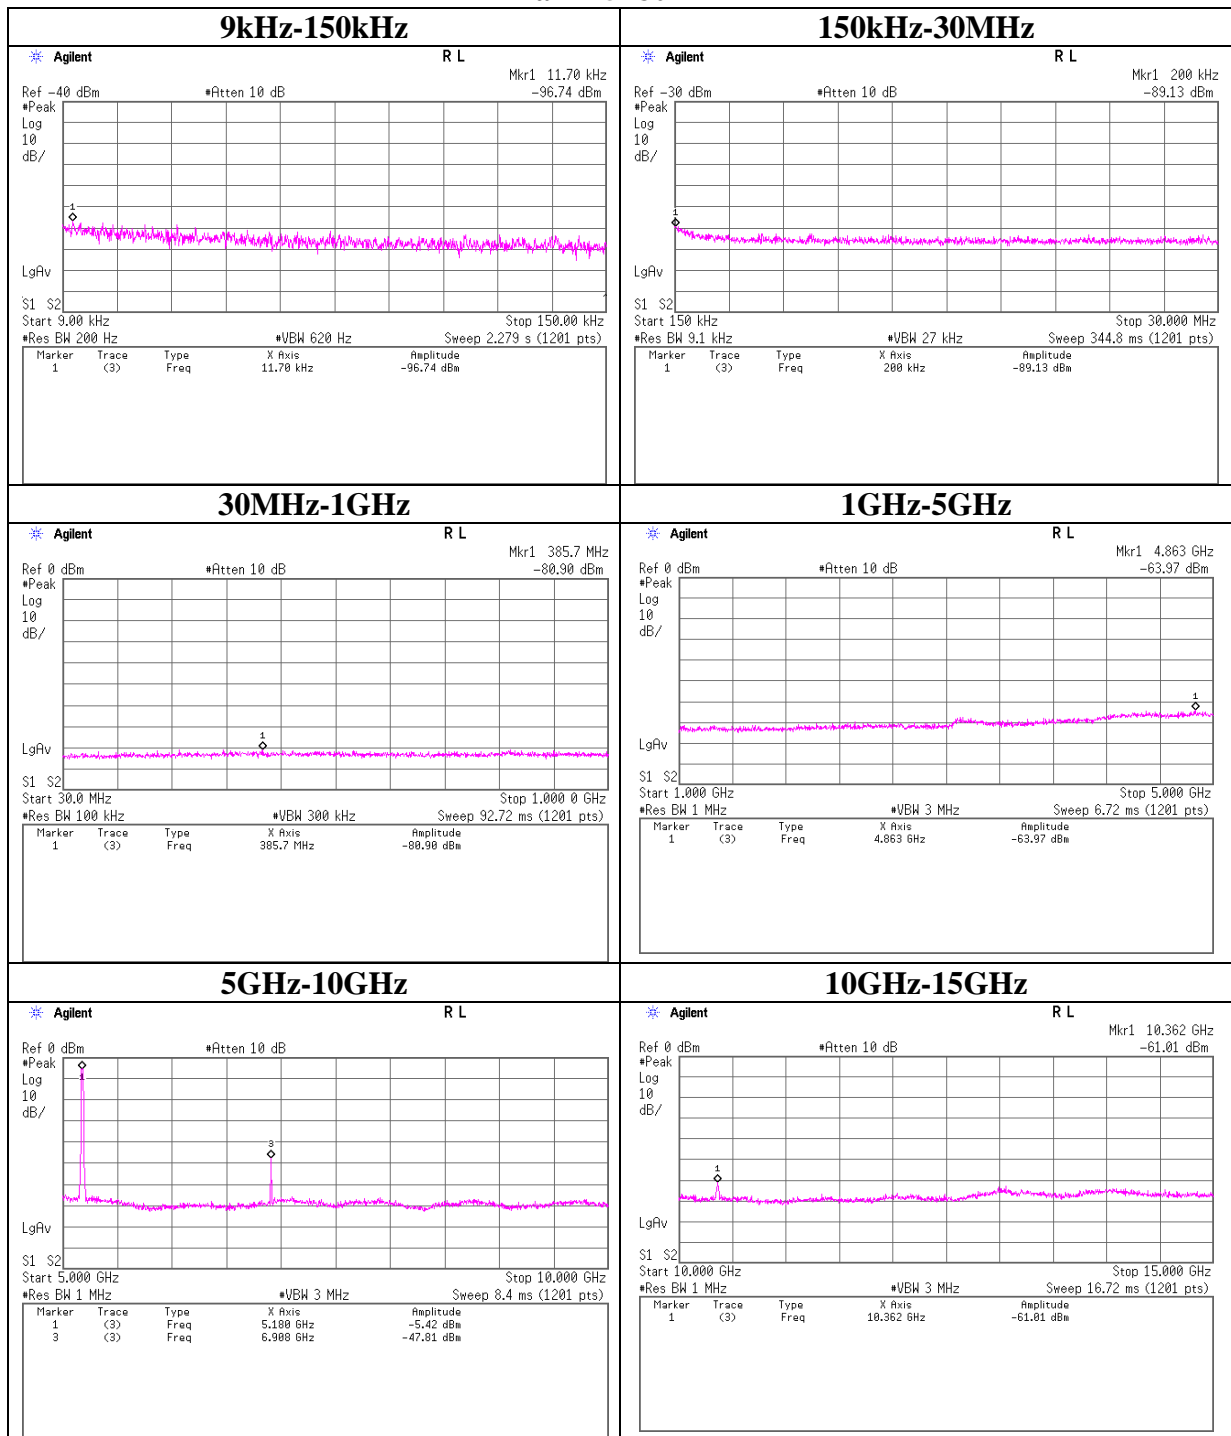 9kHz-150kHz
Agilent R L
Mkr1 11.70 kHz
Ref -40 dBm #Atten 10 dB -96.74 dBm
#Peak
Log
10
dB/
1
LgAv
S1 S2
Start 9.00 kHz Stop 150.00 kHz
#Res BW 200 Hz #VBW 620 Hz Sweep 2.279 s (1201 pts)
Marker Trace Type X Axis Amplitude
1 (3) Freq 11.70 kHz -96.74 dBm
150kHz-30MHz
Agilent R L
Mkr1 200 kHz
Ref -30 dBm #Atten 10 dB -89.13 dBm
#Peak
Log
10
dB/
1
LgAv
S1 S2
Start 150 kHz Stop 30.000 MHz
#Res BW 9.1 kHz #VBW 27 kHz Sweep 344.8 ms (1201 pts)
Marker Trace Type X Axis Amplitude
1 (3) Freq 200 kHz -89.13 dBm
30MHz-1GHz
Agilent R L
Mkr1 385.7 MHz
Ref 0 dBm #Atten 10 dB -80.90 dBm
#Peak
Log
10
dB/
1
LgAv
S1 S2
Start 30.0 MHz Stop 1.000 0 GHz
#Res BW 100 kHz #VBW 300 kHz Sweep 92.72 ms (1201 pts)
Marker Trace Type X Axis Amplitude
1 (3) Freq 385.7 MHz -80.90 dBm
1GHz-5GHz
Agilent R L
Mkr1 4.863 GHz
Ref 0 dBm #Atten 10 dB -63.97 dBm
#Peak
Log
10
dB/
1
LgAv
S1 S2
Start 1.000 GHz Stop 5.000 GHz
#Res BW 1 MHz #VBW 3 MHz Sweep 6.72 ms (1201 pts)
Marker Trace Type X Axis Amplitude
1 (3) Freq 4.863 GHz -63.97 dBm
5GHz-10GHz
Agilent R L
Ref 0 dBm #Atten 10 dB
#Peak
Log
10
dB/
1
3
LgAv
S1 S2
Start 5.000 GHz Stop 10.000 GHz
#Res BW 1 MHz #VBW 3 MHz Sweep 8.4 ms (1201 pts)
Marker Trace Type X Axis Amplitude
1 (3) Freq 5.180 GHz -5.42 dBm
3 (3) Freq 6.908 GHz -47.81 dBm
10GHz-15GHz
Agilent R L
Mkr1 10.362 GHz
Ref 0 dBm #Atten 10 dB -61.01 dBm
#Peak
Log
10
dB/
1
LgAv
S1 S2
Start 10.000 GHz Stop 15.000 GHz
#Res BW 1 MHz #VBW 3 MHz Sweep 16.72 ms (1201 pts)
Marker Trace Type X Axis Amplitude
1 (3) Freq 10.362 GHz -61.01 dBm